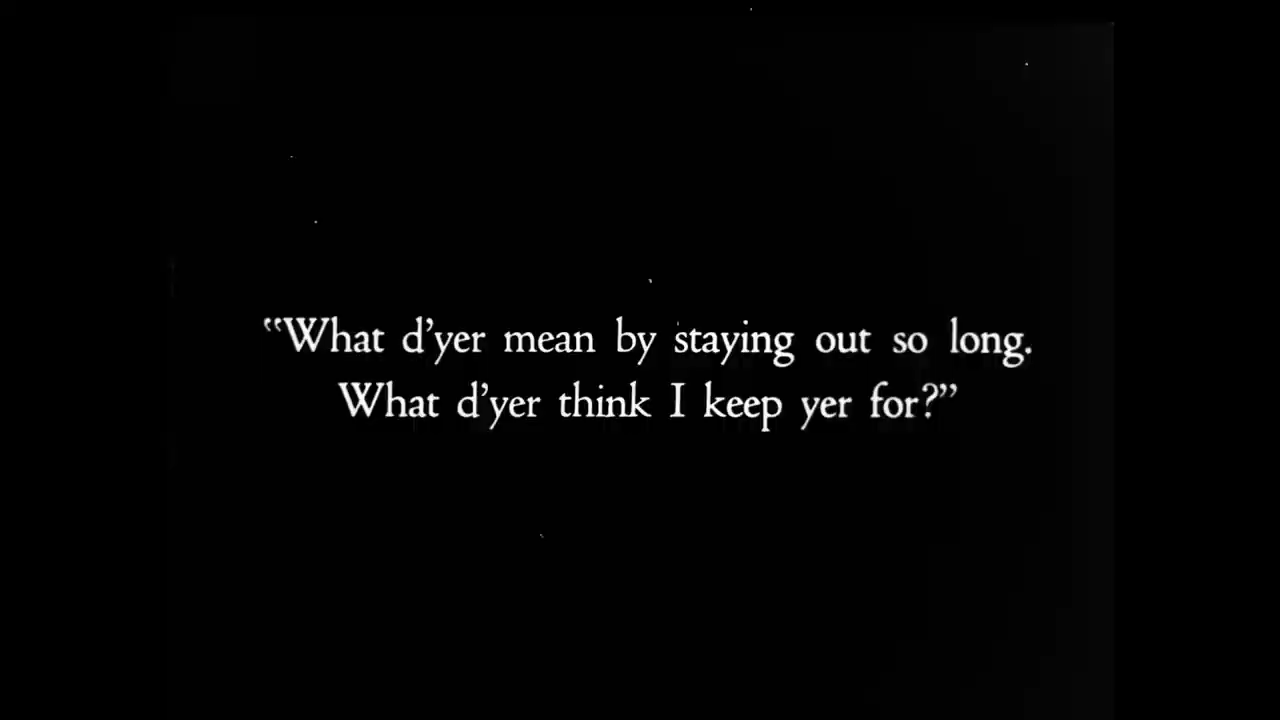 “What d’yer mean by staying out so long.
What d’yer think I keep yer for?”